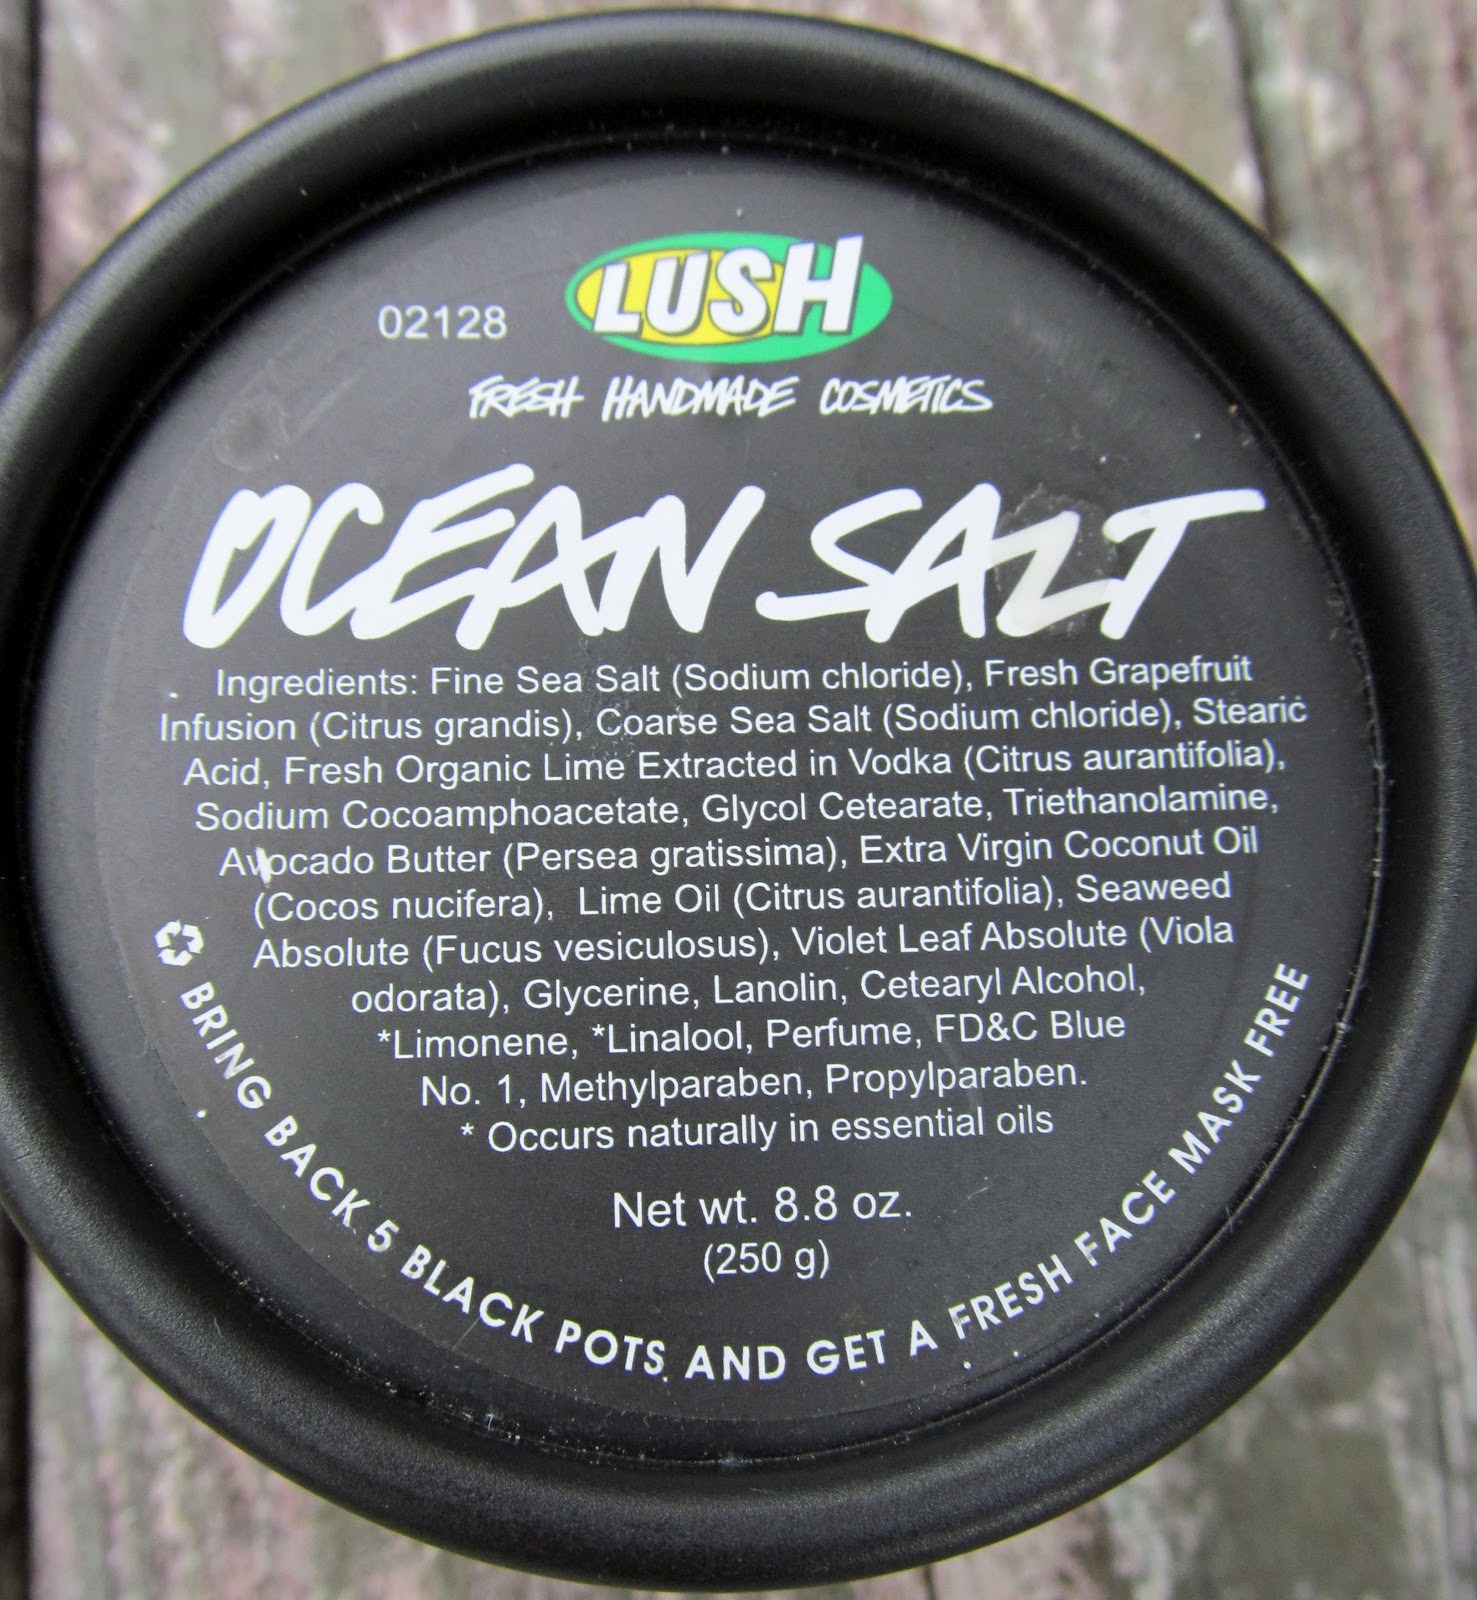 LUSH
02128
FRESH HANDMADE COSMETICS
OCEAN SALT
Ingredients: Fine Sea Salt (Sodium chloride), Fresh Grapefruit
Infusion (Citrus grandis), Coarse Sea Salt (Sodium chloride), Stearic
Acid, Fresh Organic Lime Extracted in Vodka (Citrus aurantifolia),
Sodium Cocoamphoacetate, Glycol Cetearate, Triethanolamine,
Avocado Butter (Persea gratissima), Extra Virgin Coconut Oil
(Cocos nucifera), Lime Oil (Citrus aurantifolia), Seaweed
Absolute (Fucus vesiculosus), Violet Leaf Absolute (Viola
odorata), Glycerine, Lanolin, Cetearyl Alcohol,
*Limonene, *Linalool, Perfume, FD&C Blue
No. 1, Methylparaben, Propylparaben.
* Occurs naturally in essential oils
Net wt. 8.8 oz.
(250 g)
BRING BACK 5 BLACK POTS AND GET A FRESH FACE MASK FREE